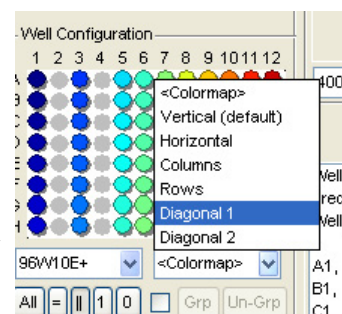 Well Configuration
1 2 3 4 5 6 7 8 9 10 11 12
A
B
C
D
E
F
G
H
<Colormap>
Vertical (default)
Horizontal
Columns
Rows
Diagonal 1
Diagonal 2
96W10E+
<Colormap>
All = || 1 0 Grp Un-Grp
400
Well
Well
A1,
B1,
C1